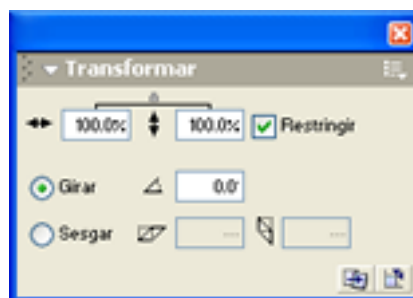 Transformar
100.0% 100.0% Restringir
Girar 0.0°
Sesgar --- ---